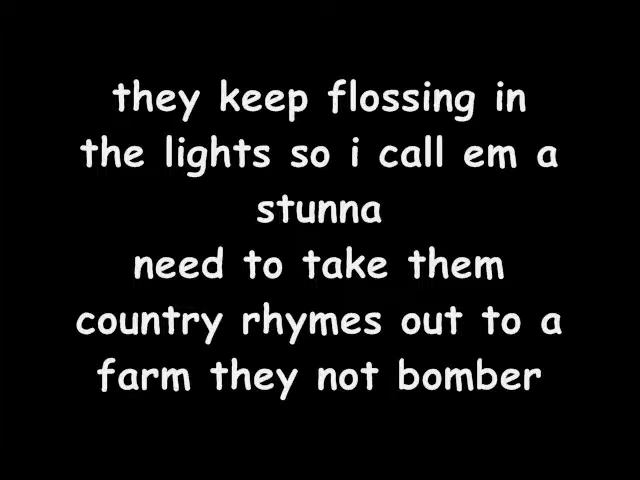 they keep flossing in
the lights so i call em a
stunna
need to take them
country rhymes out to a
farm they not bomber